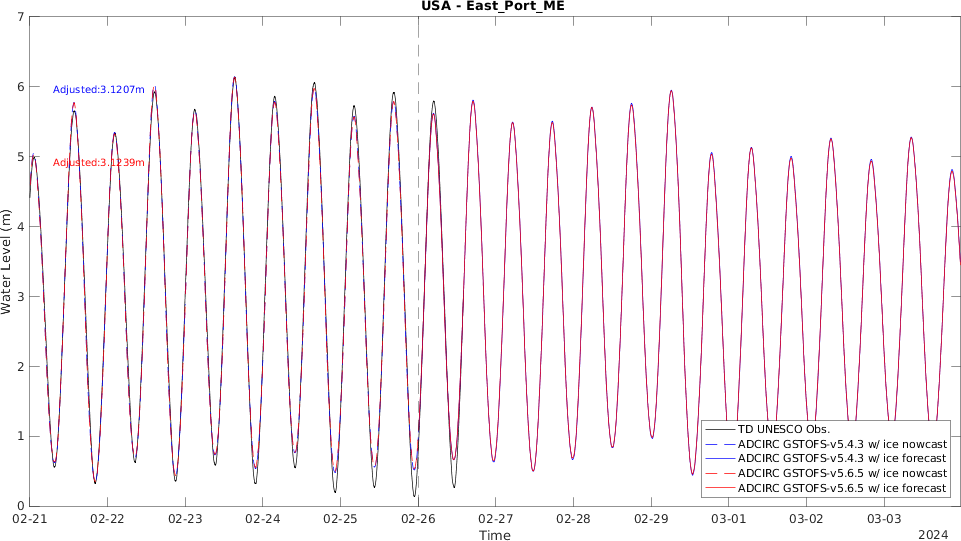 USA - East_Port_ME
7
6
5
4
3
2
1
0
Water Level (m)
Adjusted:3.1207m
Adjusted:3.1239m
TD UNESCO Obs.
ADCIRC GSTOFS-v5.4.3 w/ ice nowcast
ADCIRC GSTOFS-v5.4.3 w/ ice forecast
ADCIRC GSTOFS-v5.6.5 w/ ice nowcast
ADCIRC GSTOFS-v5.6.5 w/ ice forecast
02-21 02-22 02-23 02-24 02-25 02-26 02-27 02-28 02-29 03-01 03-02 03-03
Time
2024